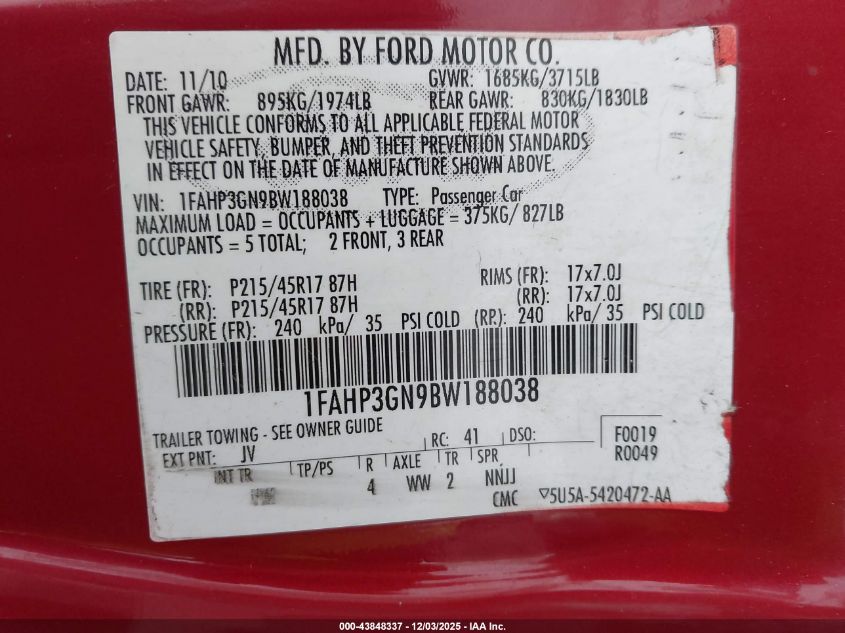 MFD. BY FORD MOTOR CO.
DATE: 11/10 GVWR: 1685KG/3715LB
FRONT GAWR: 895KG/1974LB REAR GAWR: 830KG/1830LB
THIS VEHICLE CONFORMS TO ALL APPLICABLE FEDERAL MOTOR
VEHICLE SAFETY, BUMPER, AND THEFT PREVENTION STANDARDS
IN EFFECT ON THE DATE OF MANUFACTURE SHOWN ABOVE.
VIN: 1FAHP3GN9BW188038 TYPE: Passenger Car
MAXIMUM LOAD = OCCUPANTS + LUGGAGE = 375KG/ 827LB
OCCUPANTS = 5 TOTAL; 2 FRONT, 3 REAR
TIRE (FR): P215/45R17 87H RIMS (FR): 17x7.0J
(RR): P215/45R17 87H (RR): 17x7.0J
PRESSURE (FR): 240 kPa/ 35 PSI COLD (RR): 240 kPa/ 35 PSI COLD
1FAHP3GN9BW188038
TRAILER TOWING - SEE OWNER GUIDE
RC: 41 DSO: F0019
EXT PNT: JV R0049
INT TR TP/PS R AXLE TR SPR
4 WW 2 NNJJ
CMC ▽5U5A-5420472-AA
000-43848337 - 12/03/2025 - IAA Inc.